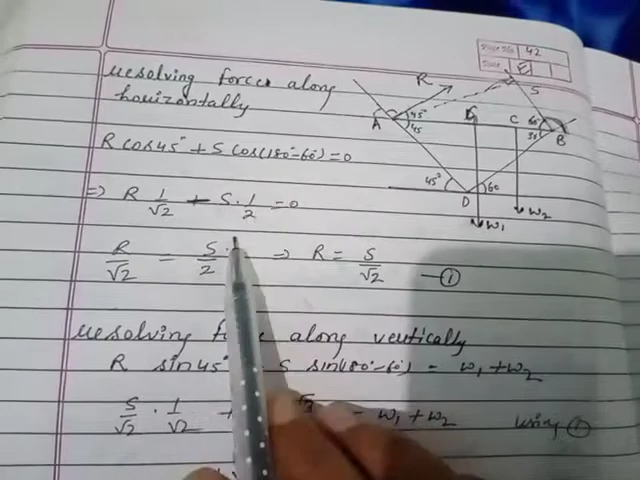 42
resolving forces along
horizontally
R cos45° + S cos(180°-60°)=0
⇒ R 1/√2 - S. 1/2 = 0
R/√2 = S/2 ⇒ R = S/√2 —①
resolving along vertically
R sin45° S sin(180°-60°) = w₁+w₂
S/√2 . 1/√2 + = w₁+w₂ using ①
R
S
A
45°
45
C
60°
B
45°
D
60
w₂
w₁